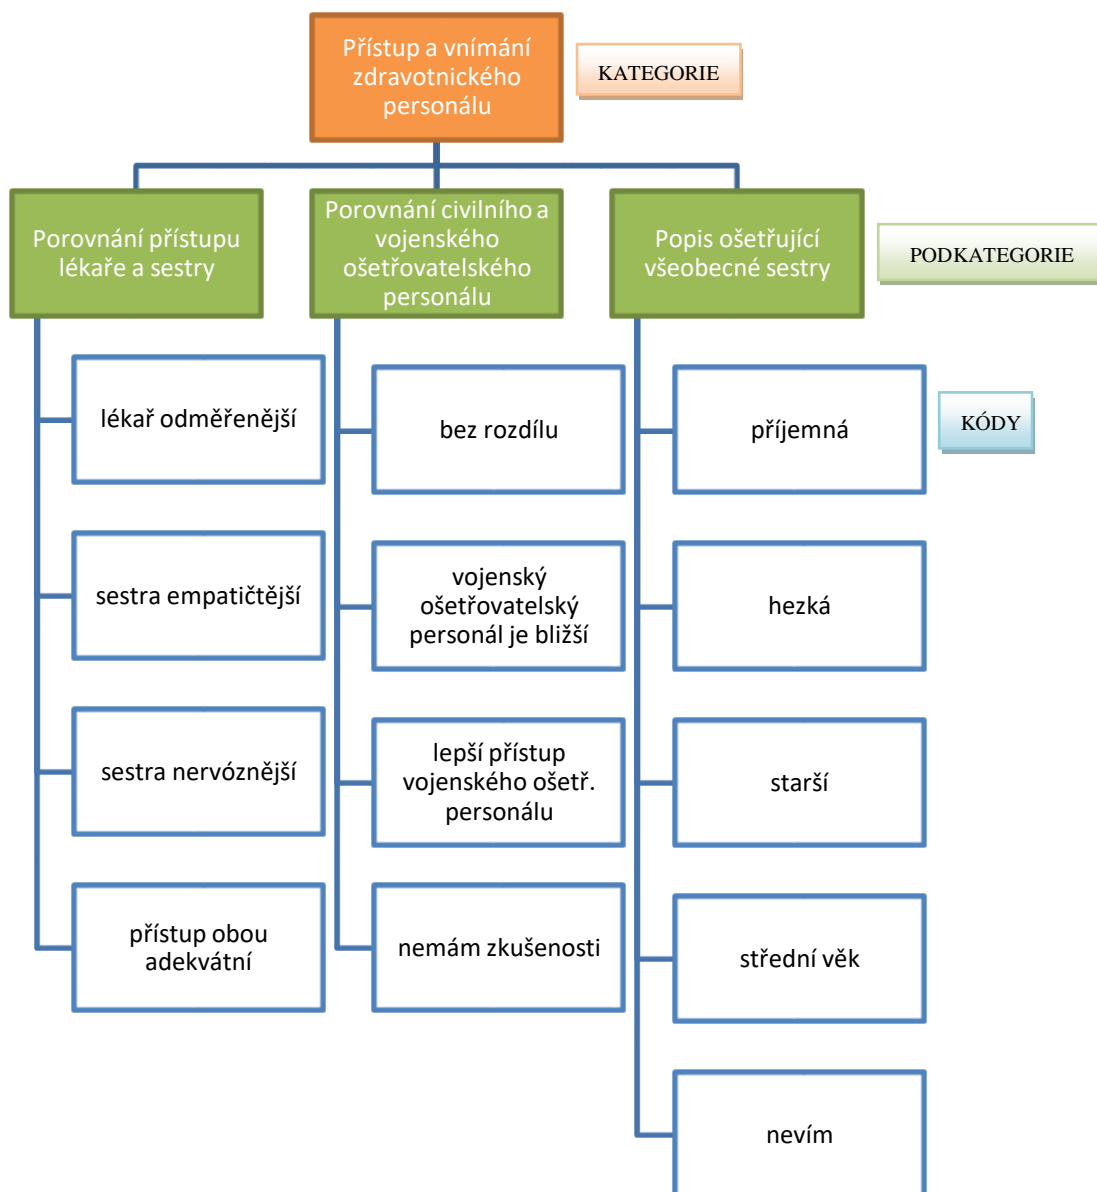 Přístup a vnímání
zdravotnického
personálu
KATEGORIE
Porovnání přístupu
lékaře a sestry
Porovnání civilního a
vojenského
ošetřovatelského
personálu
Popis ošetřující
všeobecné sestry
PODKATEGORIE
lékař odměřenější
bez rozdílu
příjemná
KÓDY
sestra empatičtější
vojenský
ošetřovatelský
personál je bližší
hezká
sestra nervóznější
lepší přístup
vojenského ošetř.
personálu
starší
přístup obou
adekvátní
nemám zkušenosti
střední věk
nevím